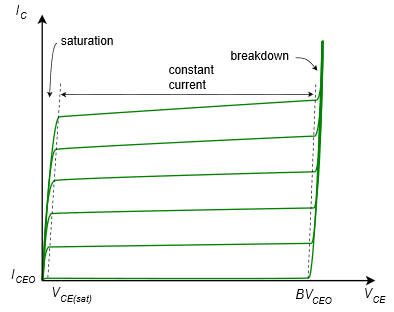 I_C
saturation
breakdown
constant
current
I_CEO
V_CE(sat)
BV_CEO
V_CE